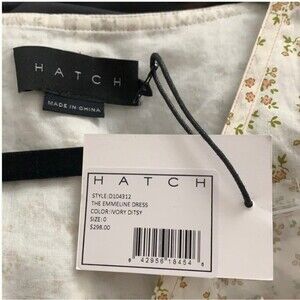 HATCH
MADE IN CHINA
HATCH
STYLE:D104312
THE EMMELINE DRESS
COLOR:IVORY DITSY
SIZE:0
$298.00